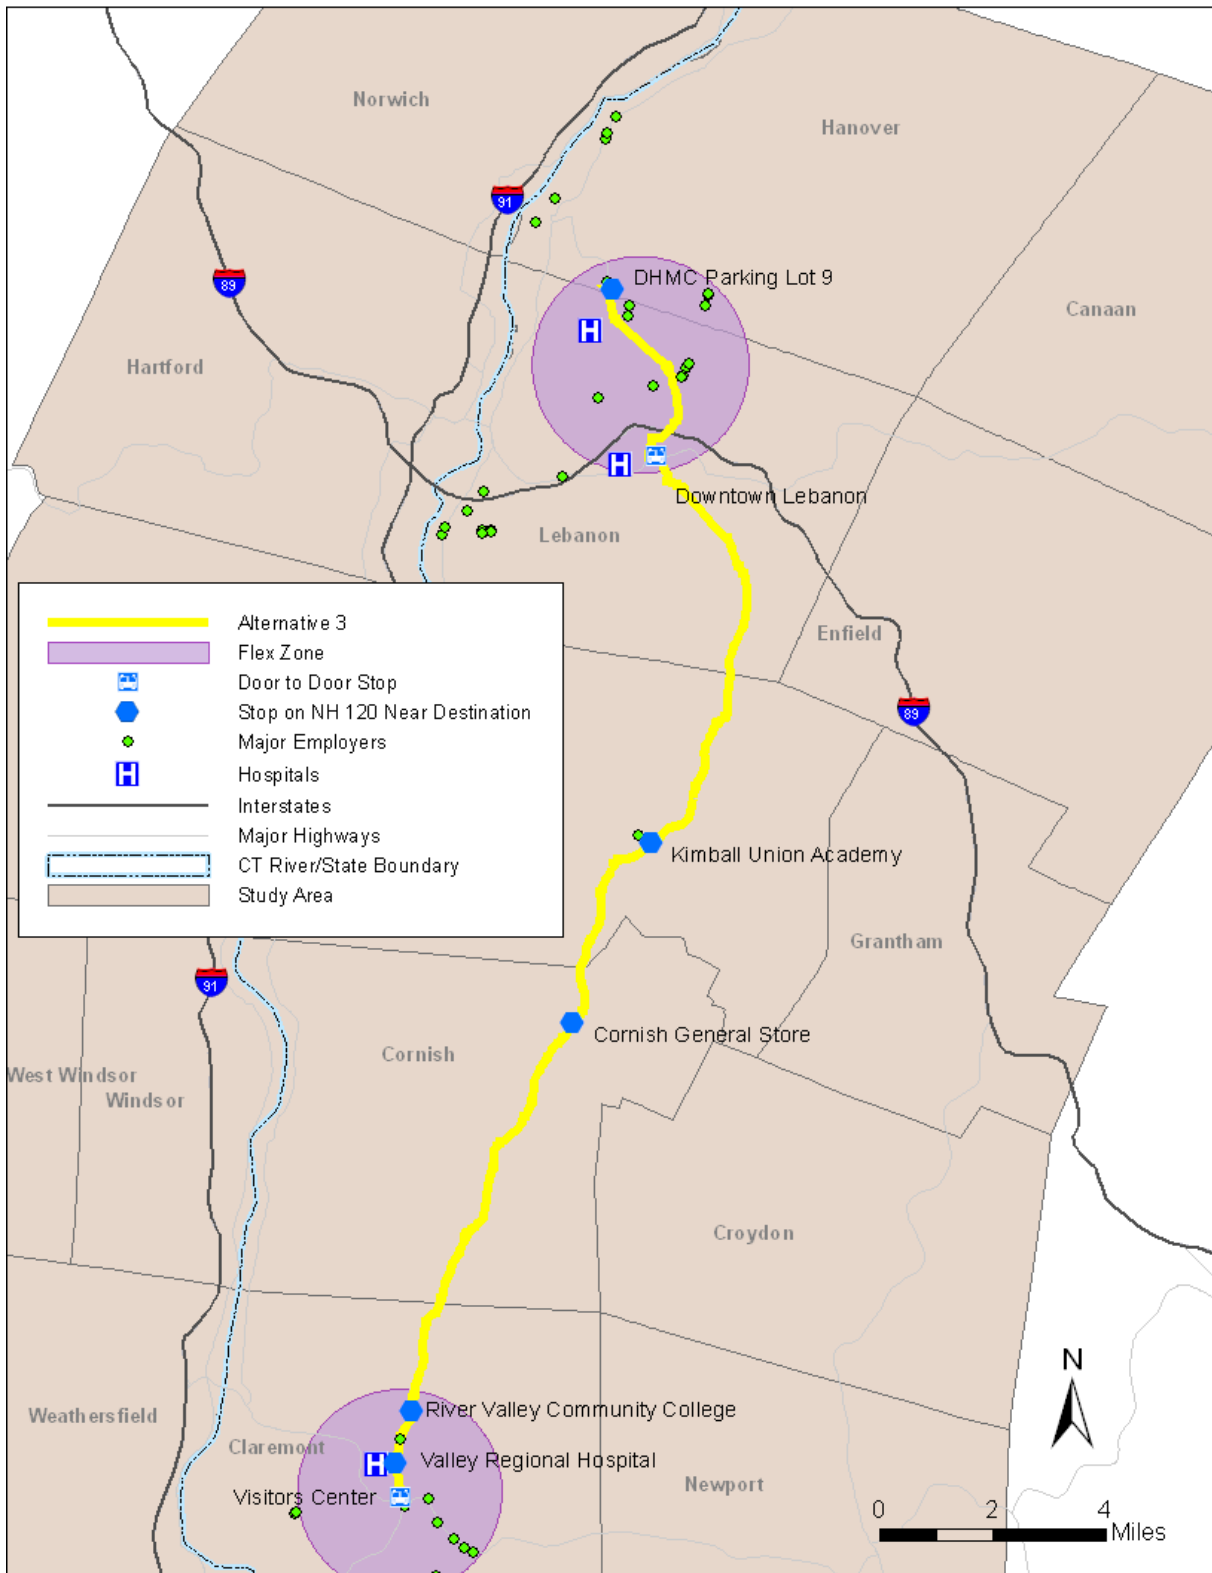 Norwich
Hanover
91
89
DHMC Parking Lot 9
H
Canaan
Hartford
H
Downtown Lebanon
Lebanon
Alternative 3
Flex Zone
Door to Door Stop
Stop on NH 120 Near Destination
Major Employers
H
Hospitals
Interstates
Major Highways
CT River/State Boundary
Study Area
Enfield
89
Kimball Union Academy
Grantham
91
Cornish General Store
Cornish
West Windsor
Windsor
Croydon
N
River Valley Community College
Weathersfield
Claremont
H
Valley Regional Hospital
Visitors Center
Newport
0 2 4
Miles